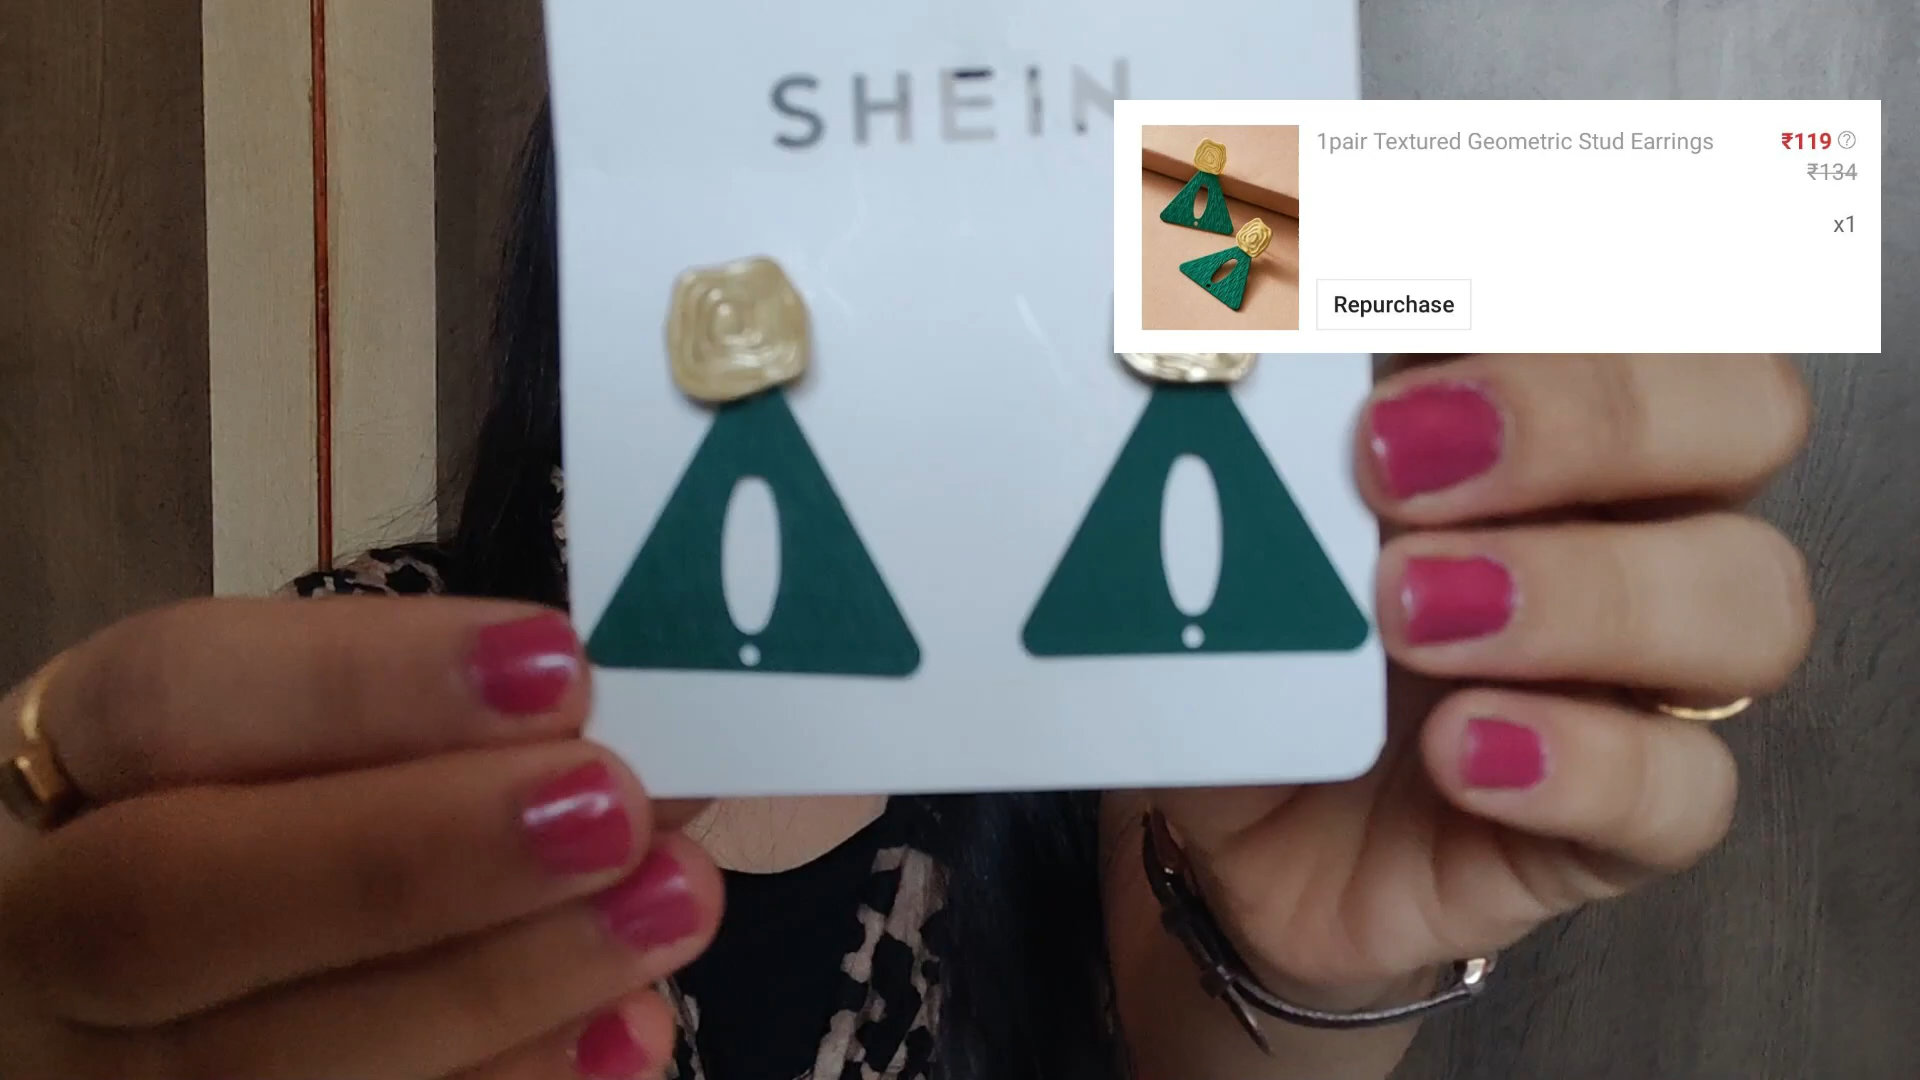 SHEIN
1pair Textured Geometric Stud Earrings
₹119 ?
₹134
x1
Repurchase